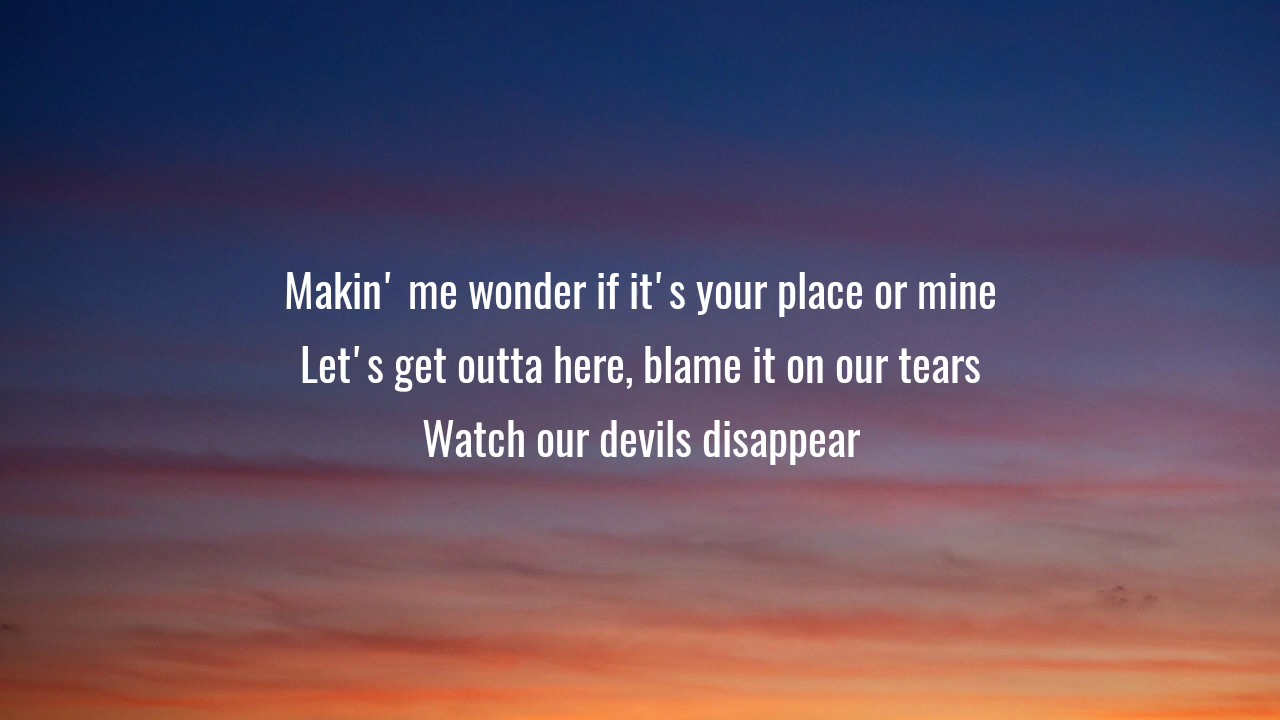 Makin' me wonder if it's your place or mine
Let's get outta here, blame it on our tears
Watch our devils disappear